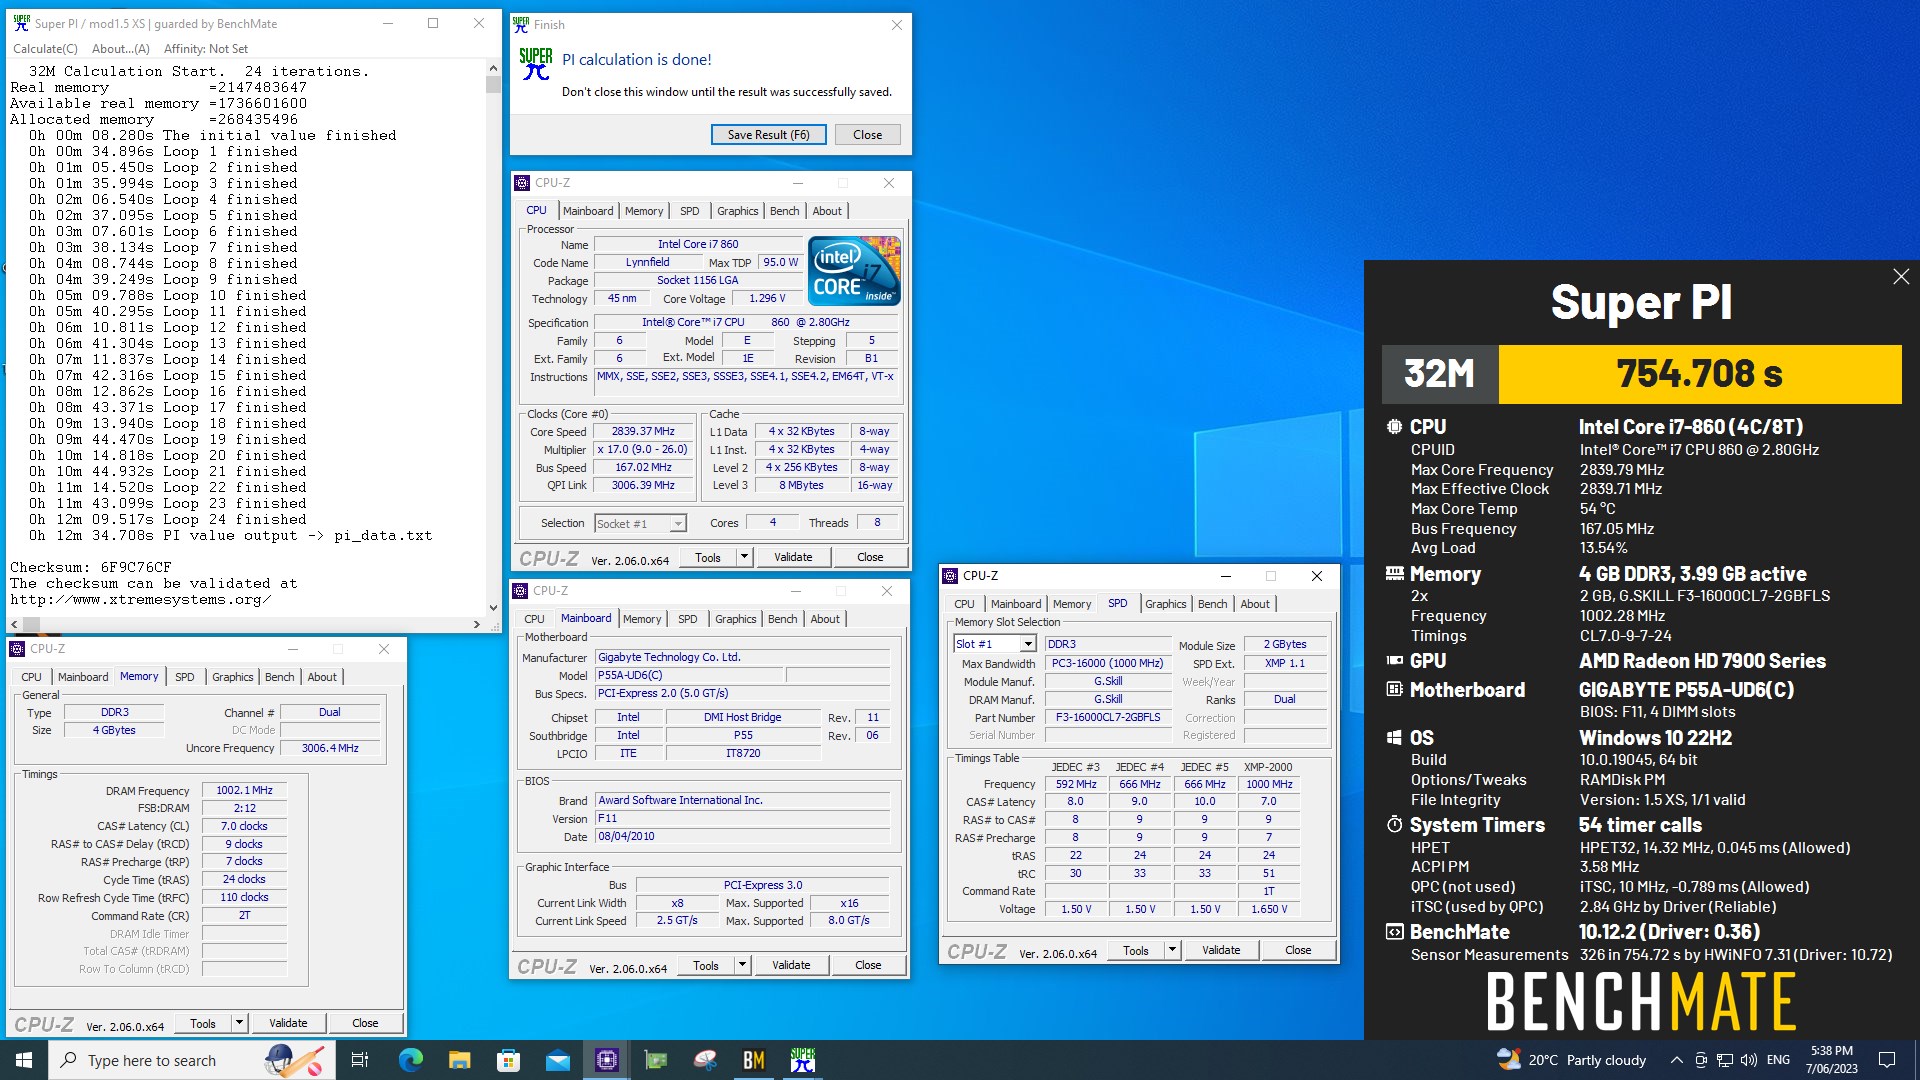 Super PI / mod1.5 XS | guarded by BenchMate
Calculate(C) About...(A) Affinity: Not Set
32M Calculation Start. 24 iterations.
Real memory =2147483647
Available real memory =1736601600
Allocated memory =268435496
0h 00m 08.280s The initial value finished
0h 00m 34.896s Loop 1 finished
0h 01m 05.450s Loop 2 finished
0h 01m 35.994s Loop 3 finished
0h 02m 06.540s Loop 4 finished
0h 02m 37.095s Loop 5 finished
0h 03m 07.601s Loop 6 finished
0h 03m 38.134s Loop 7 finished
0h 04m 08.744s Loop 8 finished
0h 04m 39.249s Loop 9 finished
0h 05m 09.788s Loop 10 finished
0h 05m 40.295s Loop 11 finished
0h 06m 10.811s Loop 12 finished
0h 06m 41.304s Loop 13 finished
0h 07m 11.837s Loop 14 finished
0h 07m 42.316s Loop 15 finished
0h 08m 12.862s Loop 16 finished
0h 08m 43.371s Loop 17 finished
0h 09m 13.940s Loop 18 finished
0h 09m 44.470s Loop 19 finished
0h 10m 14.818s Loop 20 finished
0h 10m 44.932s Loop 21 finished
0h 11m 14.520s Loop 22 finished
0h 11m 43.099s Loop 23 finished
0h 12m 09.517s Loop 24 finished
0h 12m 34.708s PI value output -> pi_data.txt
Checksum: 6F9C76CF
The checksum can be validated at
http://www.xtremesystems.org/
Finish
SUPER π
PI calculation is done!
Don't close this window until the result was successfully saved.
Save Result (F6) Close
CPU-Z
CPU Mainboard Memory SPD Graphics Bench About
Processor
Name Intel Core i7 860
Code Name Lynnfield Max TDP 95.0 W
Package Socket 1156 LGA
Technology 45 nm Core Voltage 1.296 V
intel CORE i7 inside™
Specification Intel® Core™ i7 CPU 860 @ 2.80GHz
Family 6 Model E Stepping 5
Ext. Family 6 Ext. Model 1E Revision B1
Instructions MMX, SSE, SSE2, SSE3, SSSE3, SSE4.1, SSE4.2, EM64T, VT-x
Clocks (Core #0)
Core Speed 2839.37 MHz
Multiplier x 17.0 (9.0 - 26.0)
Bus Speed 167.02 MHz
QPI Link 3006.39 MHz
Cache
L1 Data 4 x 32 KBytes 8-way
L1 Inst. 4 x 32 KBytes 4-way
Level 2 4 x 256 KBytes 8-way
Level 3 8 MBytes 16-way
Selection Socket #1 Cores 4 Threads 8
CPU-Z Ver. 2.06.0.x64 Tools Validate Close
CPU-Z
CPU Mainboard Memory SPD Graphics Bench About
Motherboard
Manufacturer Gigabyte Technology Co. Ltd.
Model P55A-UD6(C)
Bus Specs. PCI-Express 2.0 (5.0 GT/s)
Chipset Intel DMI Host Bridge Rev. 11
Southbridge Intel P55 Rev. 06
LPCIO ITE IT8720
BIOS
Brand Award Software International Inc.
Version F11
Date 08/04/2010
Graphic Interface
Bus PCI-Express 3.0
Current Link Width x8 Max. Supported x16
Current Link Speed 2.5 GT/s Max. Supported 8.0 GT/s
CPU-Z Ver. 2.06.0.x64 Tools Validate Close
CPU-Z
CPU Mainboard Memory SPD Graphics Bench About
General
Type DDR3 Channel # Dual
Size 4 GBytes DC Mode
Uncore Frequency 3006.4 MHz
Timings
DRAM Frequency 1002.1 MHz
FSB:DRAM 2:12
CAS# Latency (CL) 7.0 clocks
RAS# to CAS# Delay (tRCD) 9 clocks
RAS# Precharge (tRP) 7 clocks
Cycle Time (tRAS) 24 clocks
Row Refresh Cycle Time (tRFC) 110 clocks
Command Rate (CR) 2T
DRAM Idle Timer
Total CAS# (tRDRAM)
Row To Column (tRCD)
CPU-Z Ver. 2.06.0.x64 Tools Validate Close
CPU-Z
CPU Mainboard Memory SPD Graphics Bench About
Memory Slot Selection
Slot #1 DDR3 Module Size 2 GBytes
Max Bandwidth PC3-16000 (1000 MHz) SPD Ext. XMP 1.1
Module Manuf. G.Skill Week/Year
DRAM Manuf. G.Skill Ranks Dual
Part Number F3-16000CL7-2GBFLS Correction
Serial Number Registered
Timings Table
JEDEC #3 JEDEC #4 JEDEC #5 XMP-2000
Frequency 592 MHz 666 MHz 666 MHz 1000 MHz
CAS# Latency 8.0 9.0 10.0 7.0
RAS# to CAS# 8 9 9 9
RAS# Precharge 8 9 9 7
tRAS 22 24 24 24
tRC 30 33 33 51
Command Rate 1T
Voltage 1.50 V 1.50 V 1.50 V 1.650 V
CPU-Z Ver. 2.06.0.x64 Tools Validate Close
Super PI
32M 754.708 s
CPU Intel Core i7-860 (4C/8T)
CPUID Intel® Core™ i7 CPU 860 @ 2.80GHz
Max Core Frequency 2839.79 MHz
Max Effective Clock 2839.71 MHz
Max Core Temp 54 °C
Bus Frequency 167.05 MHz
Avg Load 13.54%
Memory 4 GB DDR3, 3.99 GB active
2x 2 GB, G.SKILL F3-16000CL7-2GBFLS
Frequency 1002.28 MHz
Timings CL7.0-9-7-24
GPU AMD Radeon HD 7900 Series
Motherboard GIGABYTE P55A-UD6(C)
BIOS: F11, 4 DIMM slots
OS Windows 10 22H2
Build 10.0.19045, 64 bit
Options/Tweaks RAMDisk PM
File Integrity Version: 1.5 XS, 1/1 valid
System Timers 54 timer calls
HPET HPET32, 14.32 MHz, 0.045 ms (Allowed)
ACPI PM 3.58 MHz
QPC (not used) iTSC, 10 MHz, -0.789 ms (Allowed)
iTSC (used by QPC) 2.84 GHz by Driver (Reliable)
BenchMate 10.12.2 (Driver: 0.36)
Sensor Measurements 326 in 754.72 s by HWiNFO 7.31 (Driver: 10.72)
BENCHMATE
Type here to search
BM
SUPER π
20°C Partly cloudy
ENG
5:38 PM
7/06/2023